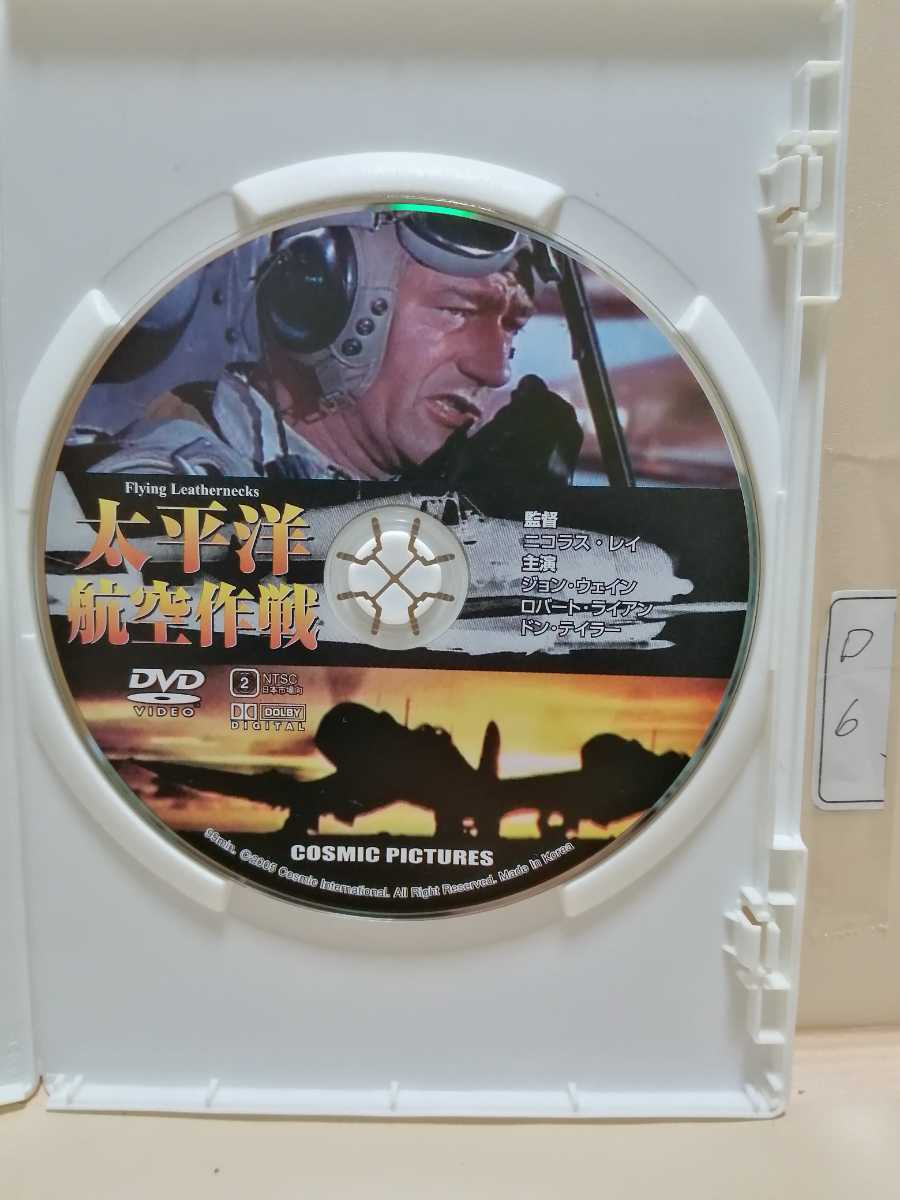 Flying Leathernecks
太平洋
航空作戦
監督
ニコラス・レイ
主演
ジョン・ウェイン
ロバート・ライアン
ドン・テイラー
DVD
VIDEO
2
NTSC
日本市場向
DOLBY
DIGITAL
COSMIC PICTURES
99min. ©2005 Cosmic International. All Right Reserved. Made In Korea
D
6